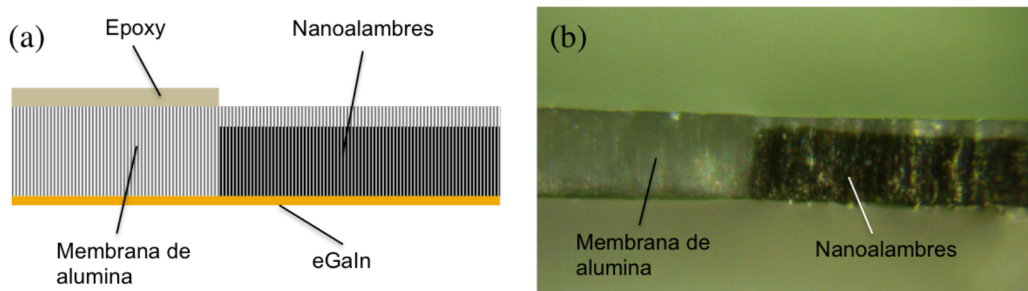 (a)
Epoxy
Nanoalambres
Membrana de
alumina
eGaIn
(b)
Membrana de
alumina
Nanoalambres